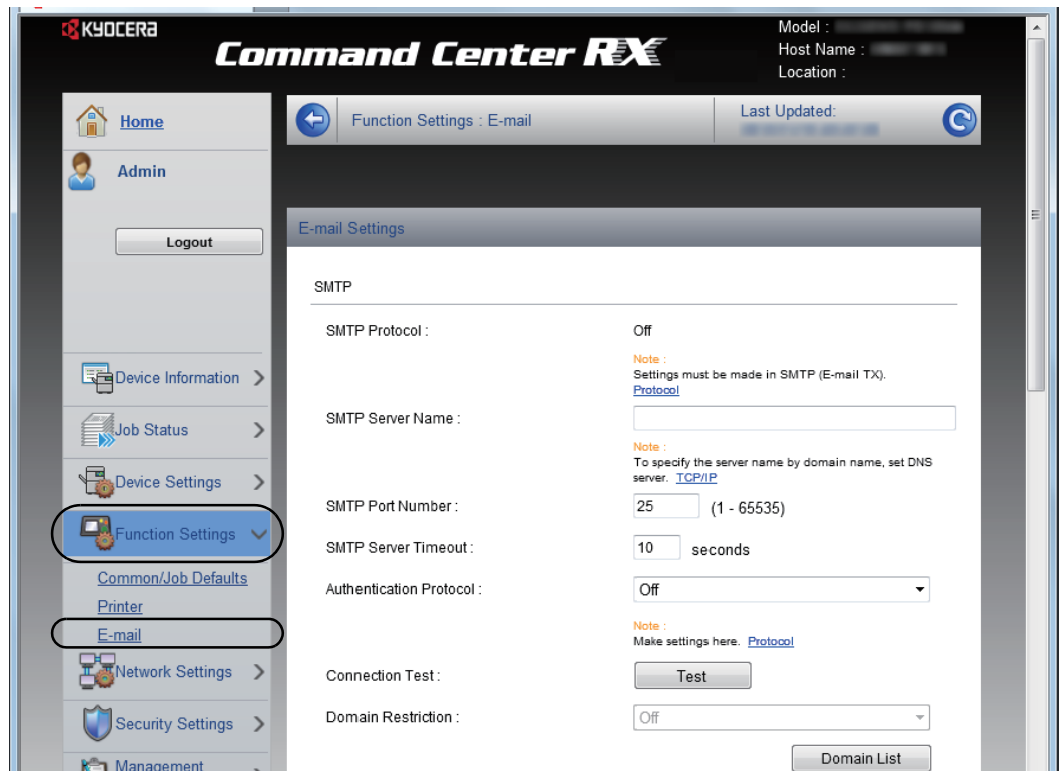 KYOCERA
Command Center RX
Model :
Host Name :
Location :
Home
Admin
Logout
Device Information
Job Status
Device Settings
Function Settings
Common/Job Defaults
Printer
E-mail
Network Settings
Security Settings
Management
Function Settings : E-mail
Last Updated:
E-mail Settings
SMTP
SMTP Protocol :
Off
Note :
Settings must be made in SMTP (E-mail TX).
Protocol
SMTP Server Name :
Note :
To specify the server name by domain name, set DNS
server. TCP/IP
SMTP Port Number :
25 (1 - 65535)
SMTP Server Timeout :
10 seconds
Authentication Protocol :
Off
Note :
Make settings here. Protocol
Connection Test :
Test
Domain Restriction :
Off
Domain List